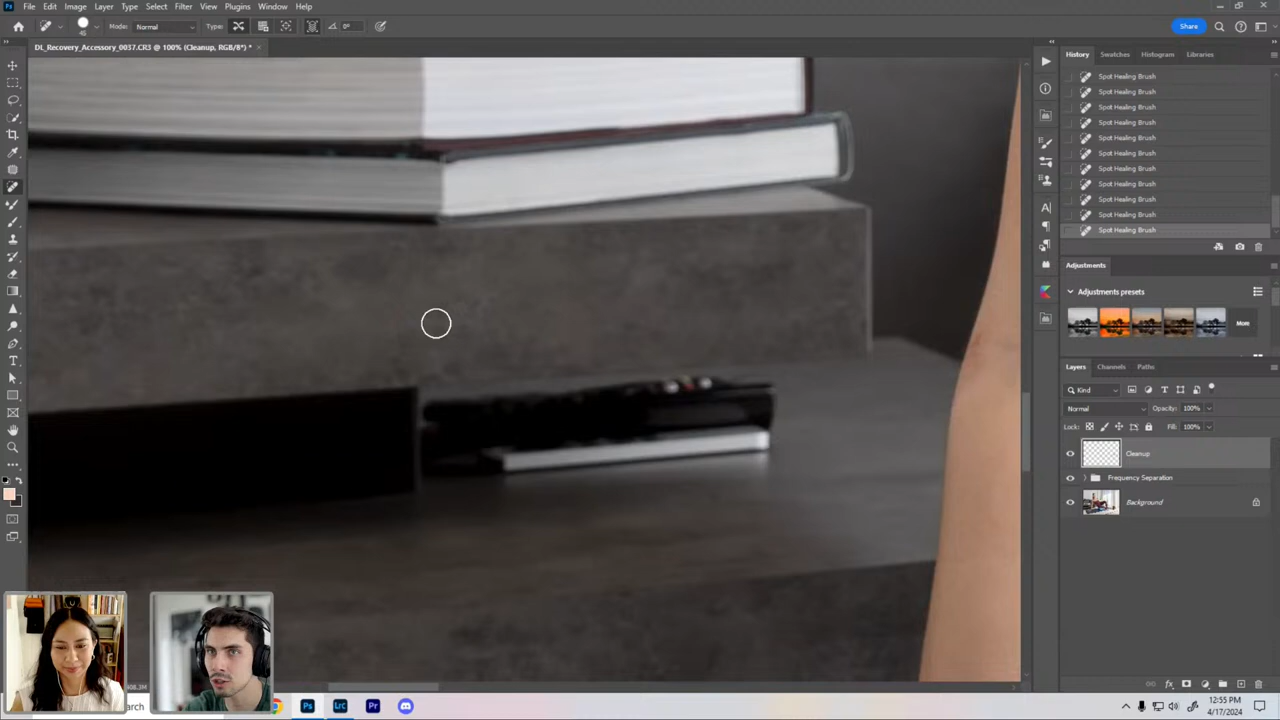 File Edit Image Layer Type Select Filter View Plugins Window Help
Mode: Normal Type: 0° Share
DL_Recovery_Accessory_0037.CR3 @ 100% (Cleanup, RGB/8*) * ×
History Swatches Histogram Libraries
Spot Healing Brush
Spot Healing Brush
Spot Healing Brush
Spot Healing Brush
Spot Healing Brush
Spot Healing Brush
Spot Healing Brush
Spot Healing Brush
Spot Healing Brush
Spot Healing Brush
Spot Healing Brush
Adjustments
Adjustments presets
More
Layers Channels Paths
Kind
Normal Opacity: 100%
Lock: Fill: 100%
Cleanup
Frequency Separation
Background
arch
12:55 PM
4/17/2024